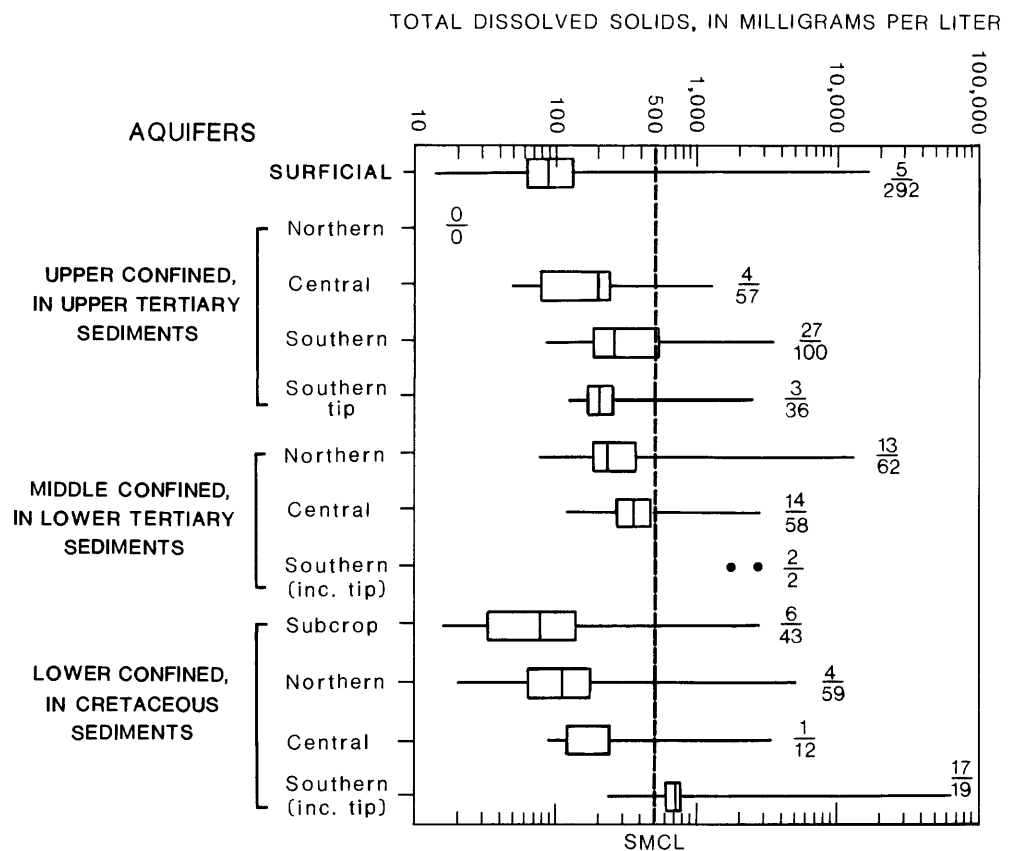 TOTAL DISSOLVED SOLIDS, IN MILLIGRAMS PER LITER
10
100
500
1,000
10,000
100,000
AQUIFERS
SURFICIAL
5
292
UPPER CONFINED,
IN UPPER TERTIARY
SEDIMENTS
Northern
0
0
Central
4
57
Southern
27
100
Southern
tip
3
36
MIDDLE CONFINED,
IN LOWER TERTIARY
SEDIMENTS
Northern
13
62
Central
14
58
Southern
(inc. tip)
2
2
LOWER CONFINED,
IN CRETACEOUS
SEDIMENTS
Subcrop
6
43
Northern
4
59
Central
1
12
Southern
(inc. tip)
17
19
SMCL